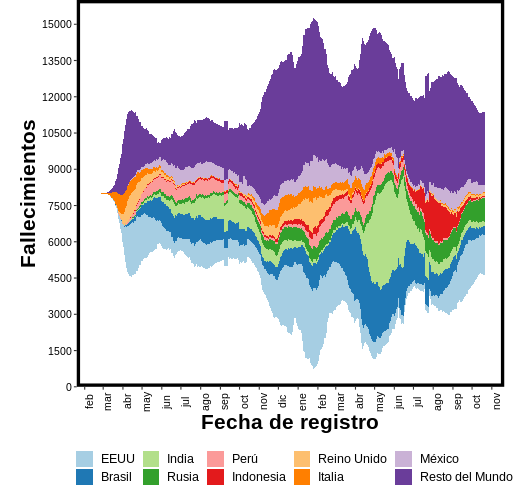 15000
13500
12000
10500
9000
7500
6000
4500
3000
1500
0
Fallecimientos
feb mar abr may jun jul ago sep oct nov dic ene feb mar abr may jun jul ago sep oct nov
Fecha de registro
EEUU India Perú Reino Unido México
Brasil Rusia Indonesia Italia Resto del Mundo